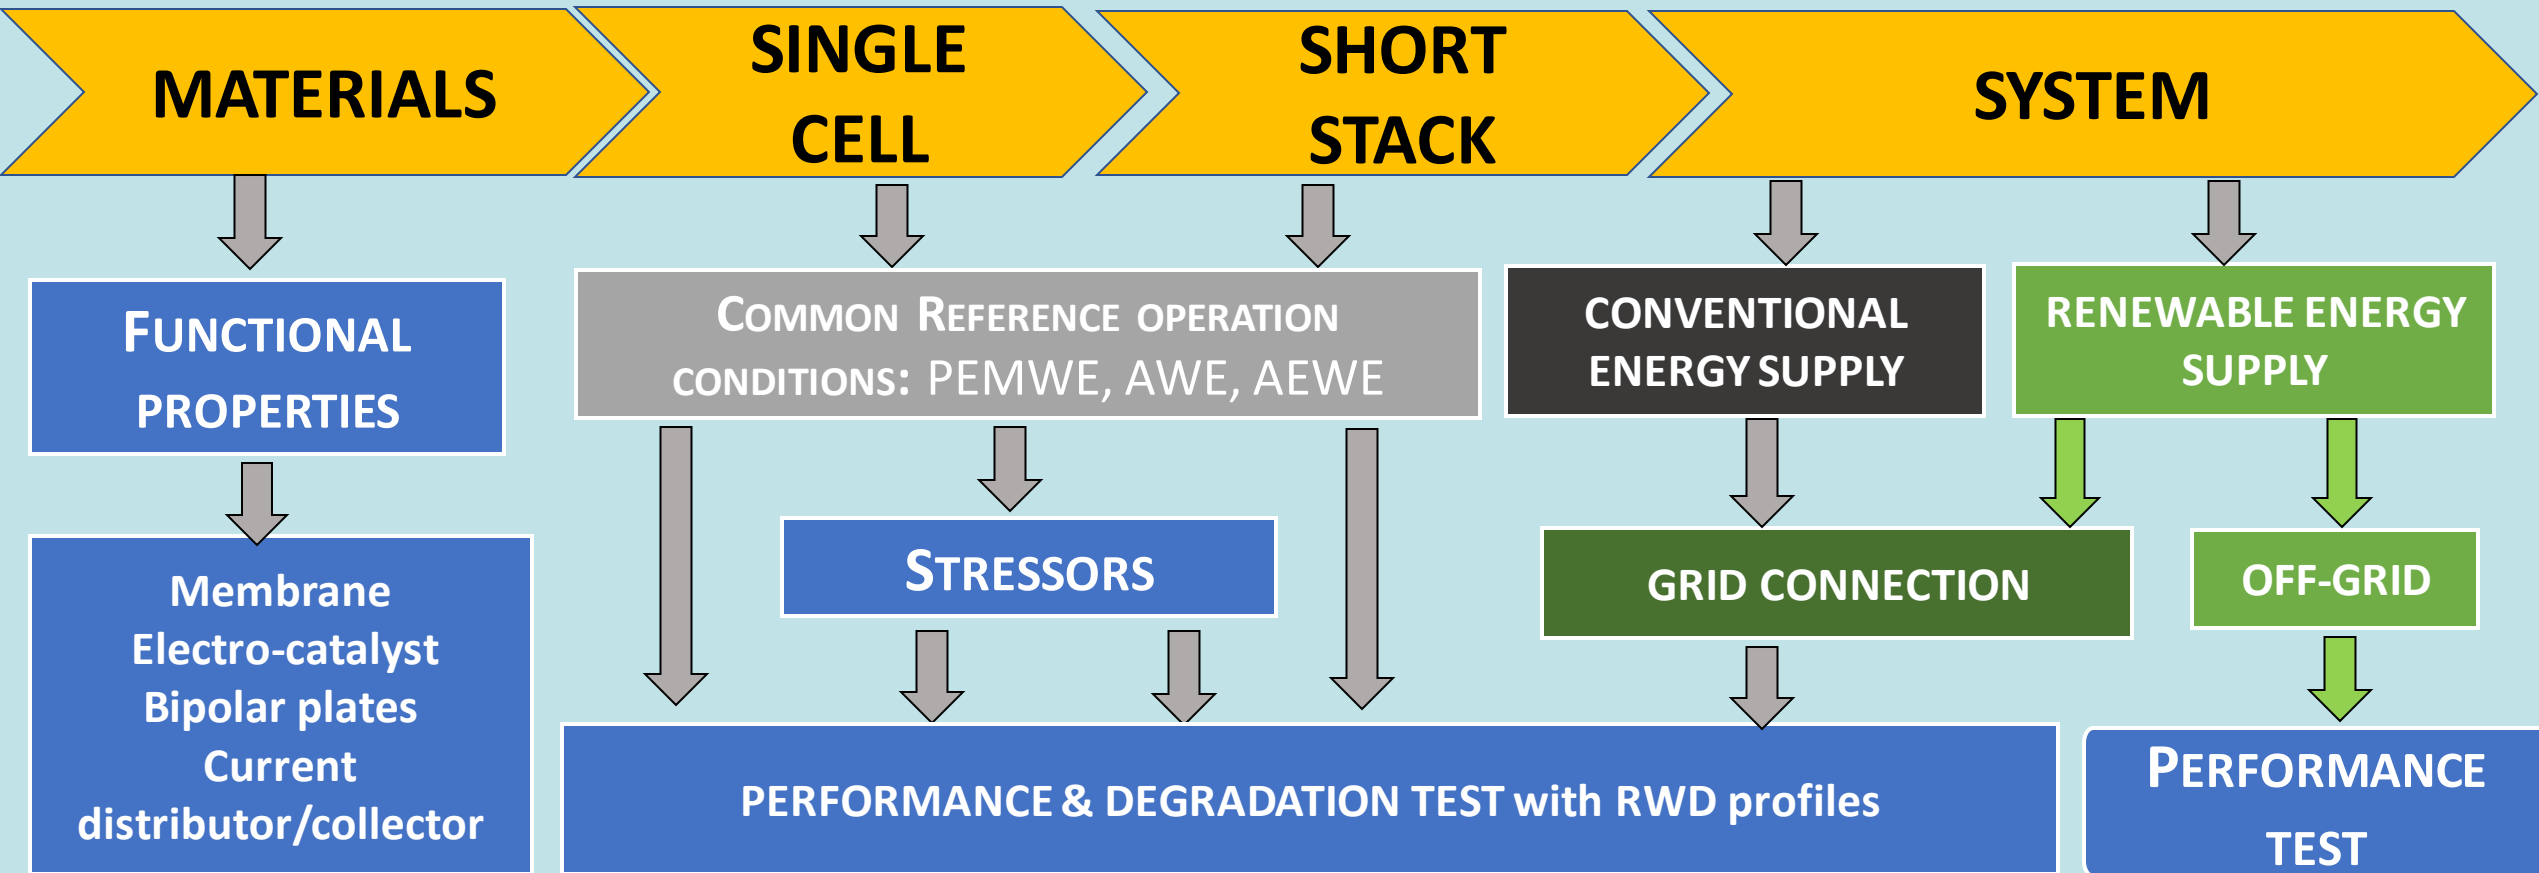 MATERIALS
SINGLE
CELL
SHORT
STACK
SYSTEM
FUNCTIONAL
PROPERTIES
COMMON REFERENCE OPERATION
CONDITIONS: PEMWE, AWE, AEWE
CONVENTIONAL
ENERGY SUPPLY
RENEWABLE ENERGY
SUPPLY
STRESSORS
GRID CONNECTION
OFF-GRID
Membrane
Electro-catalyst
Bipolar plates
Current
distributor/collector
PERFORMANCE & DEGRADATION TEST with RWD profiles
PERFORMANCE
TEST